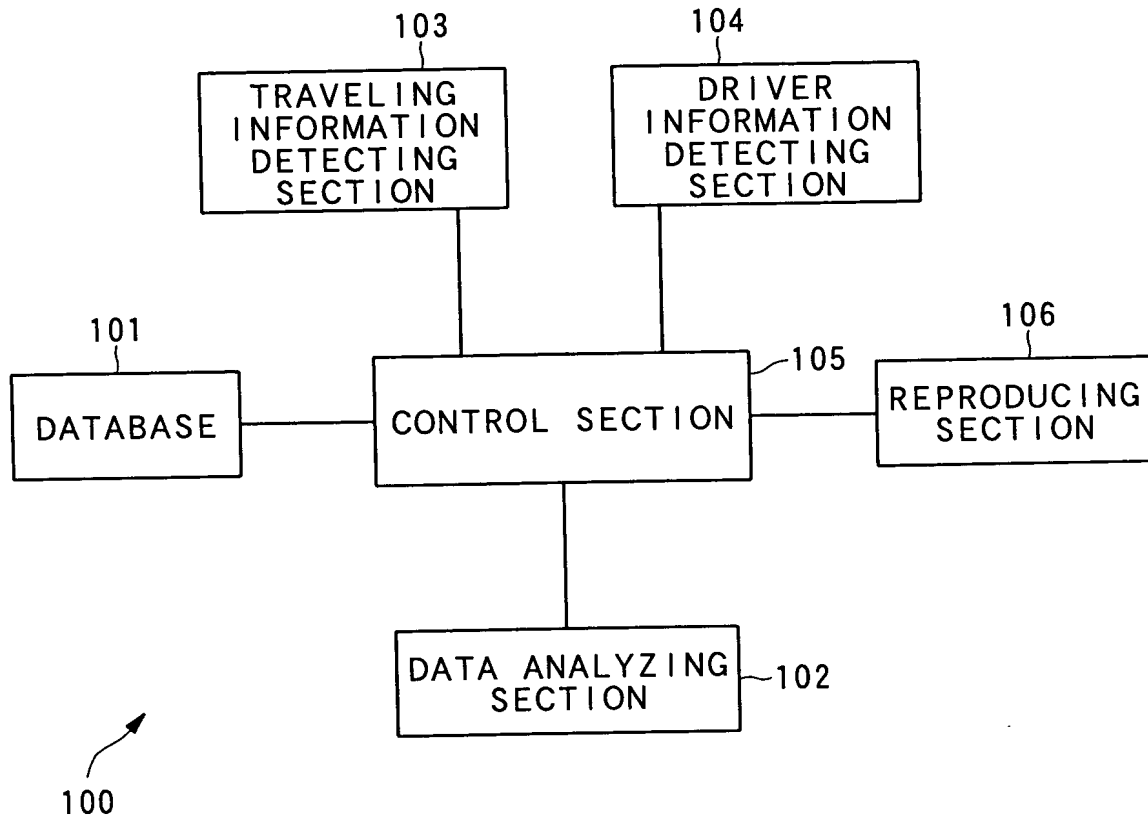 103
TRAVELING
INFORMATION
DETECTING
SECTION
104
DRIVER
INFORMATION
DETECTING
SECTION
101
DATABASE
CONTROL SECTION
105
106
REPRODUCING
SECTION
DATA ANALYZING
SECTION
102
100